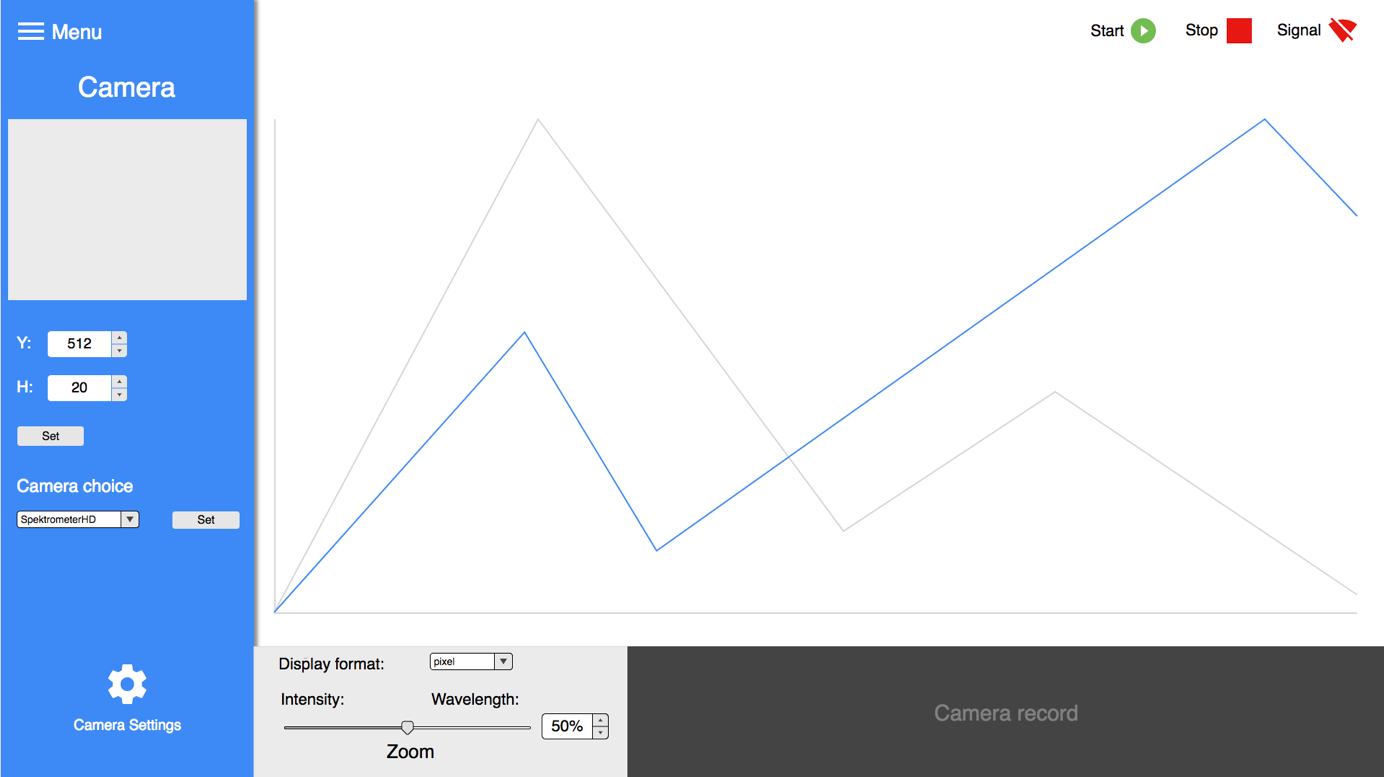 Menu
Start
Stop
Signal
Camera
Y: 512
H: 20
Set
Camera choice
SpektrometerHD
Set
Camera Settings
Display format: pixel
Intensity: Wavelength:
50%
Zoom
Camera record